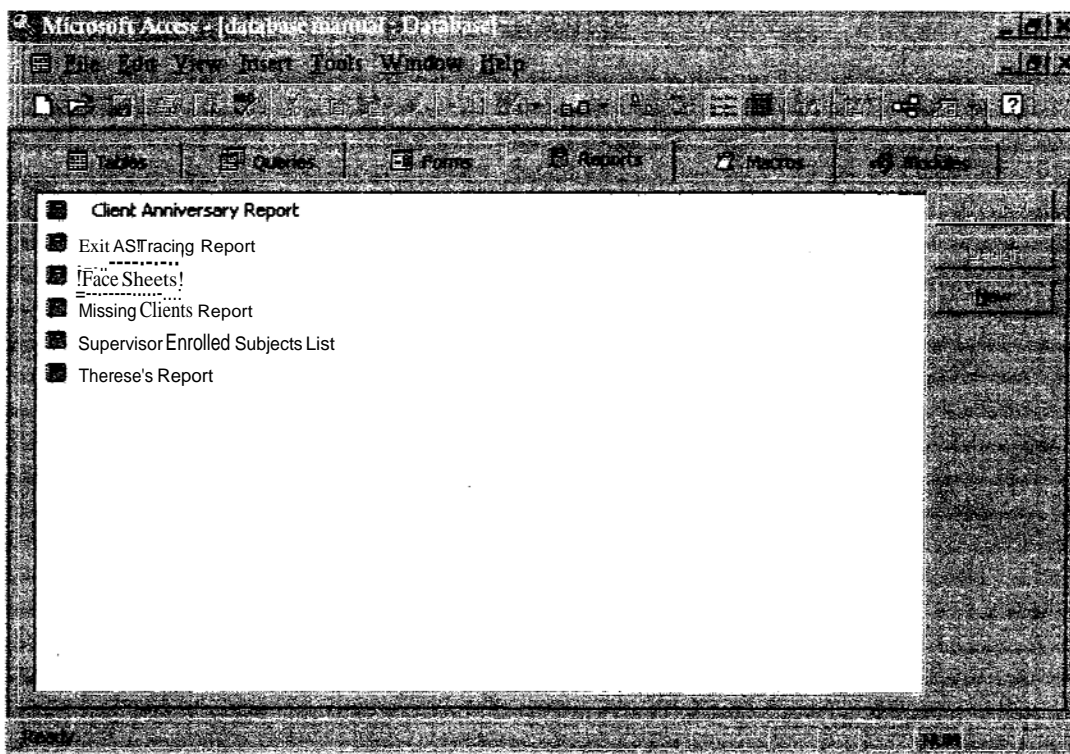 Microsoft Access - [database manual - Database]
File Edit View Insert Tools Window Help
Tables Queries Forms Reports Macros Modules
Client Anniversary Report
Exit ASI Tracing Report
Face Sheets
Missing Clients Report
Supervisor Enrolled Subjects List
Therese's Report
Design
New
Ready
NUM